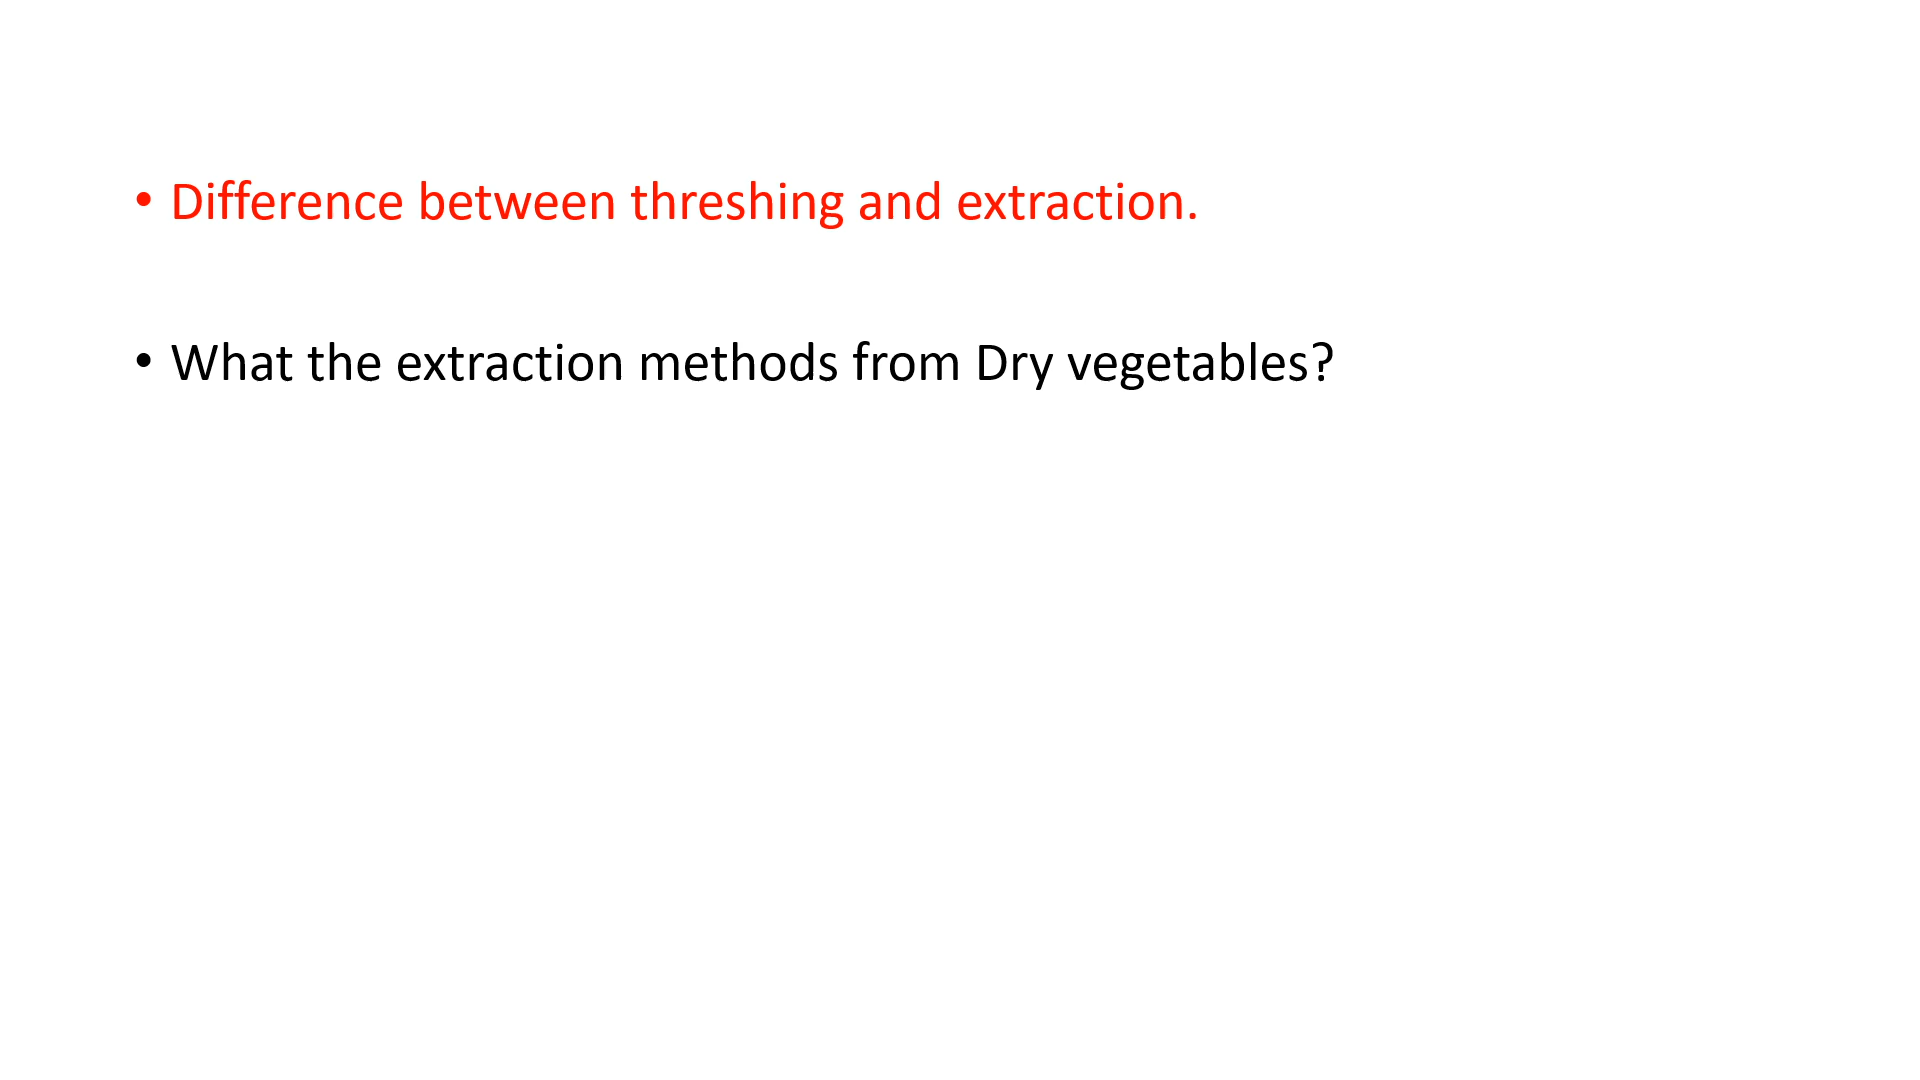 • Difference between threshing and extraction.
• What the extraction methods from Dry vegetables?